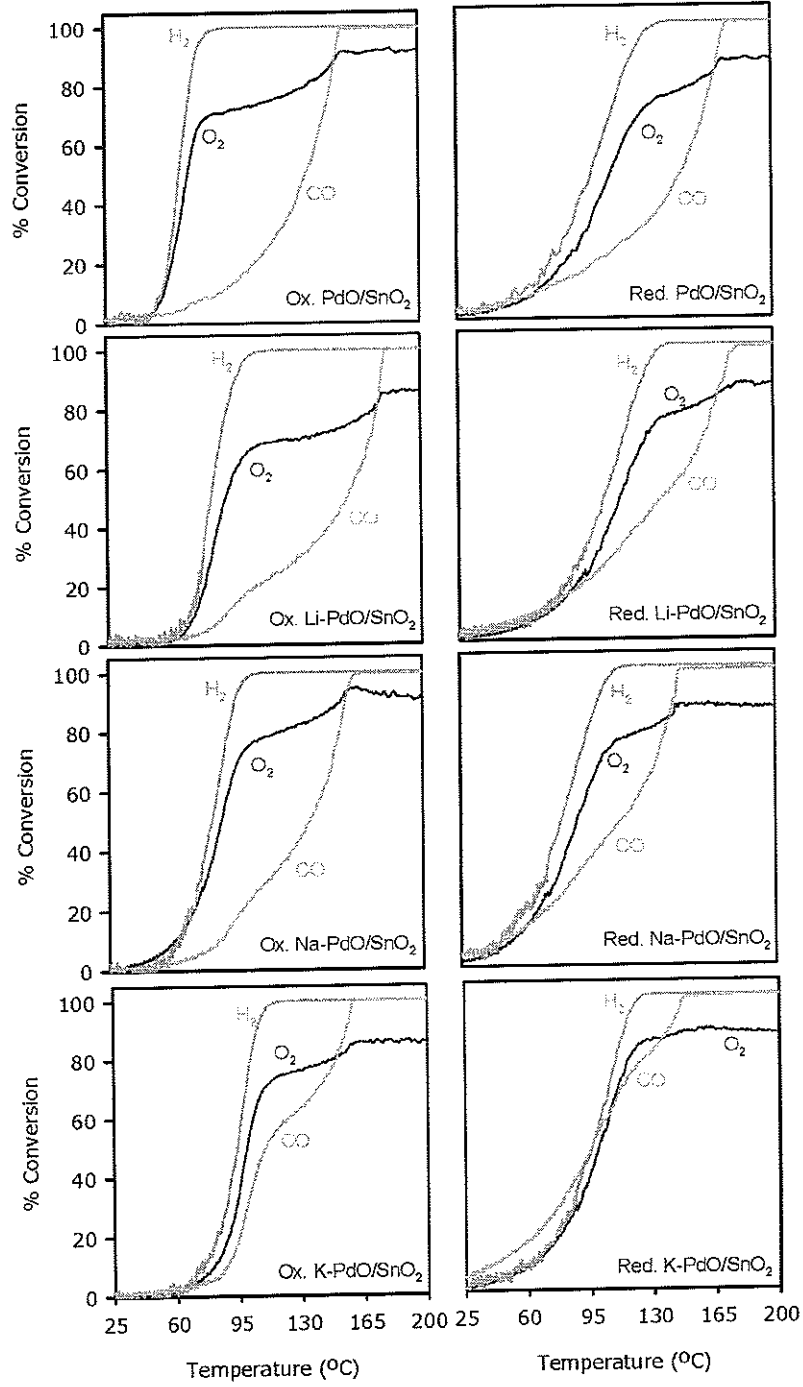 100
80
60
40
20
0
% Conversion
H₂
O₂
CO
Ox. PdO/SnO₂
H₂
O₂
CO
Red. PdO/SnO₂
100
80
60
40
20
0
% Conversion
H₂
O₂
CO
Ox. Li-PdO/SnO₂
H₂
O₂
CO
Red. Li-PdO/SnO₂
100
80
60
40
20
0
% Conversion
H₂
O₂
CO
Ox. Na-PdO/SnO₂
H₂
O₂
CO
Red. Na-PdO/SnO₂
100
80
60
40
20
0
% Conversion
H₂
O₂
CO
Ox. K-PdO/SnO₂
H₂
O₂
CO
Red. K-PdO/SnO₂
25 60 95 130 165 200
25 60 95 130 165 200
Temperature (ºC)
Temperature (ºC)